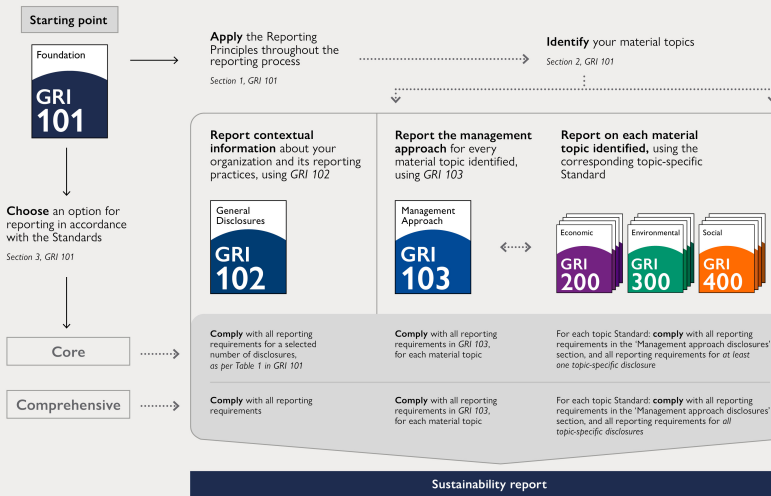 Starting point
Foundation
GRI
101
Apply the Reporting
Principles throughout the
reporting process
Section 1, GRI 101
Identify your material topics
Section 2, GRI 101
Choose an option for
reporting in accordance
with the Standards
Section 3, GRI 101
Report contextual
information about your
organization and its reporting
practices, using GRI 102
General
Disclosures
GRI
102
Report the management
approach for every
material topic identified,
using GRI 103
Management
Approach
GRI
103
Report on each material
topic identified, using the
corresponding topic-specific
Standard
Economic
GRI
200
Environmental
GRI
300
Social
GRI
400
Core
Comply with all reporting
requirements for a selected
number of disclosures,
as per Table 1 in GRI 101
Comply with all reporting
requirements in GRI 103,
for each material topic
For each topic Standard: comply with all reporting
requirements in the 'Management approach disclosures'
section, and all reporting requirements for at least
one topic-specific disclosure
Comprehensive
Comply with all reporting
requirements
Comply with all reporting
requirements in GRI 103,
for each material topic
For each topic Standard: comply with all reporting
requirements in the 'Management approach disclosures'
section, and all reporting requirements for all
topic-specific disclosures
Sustainability report